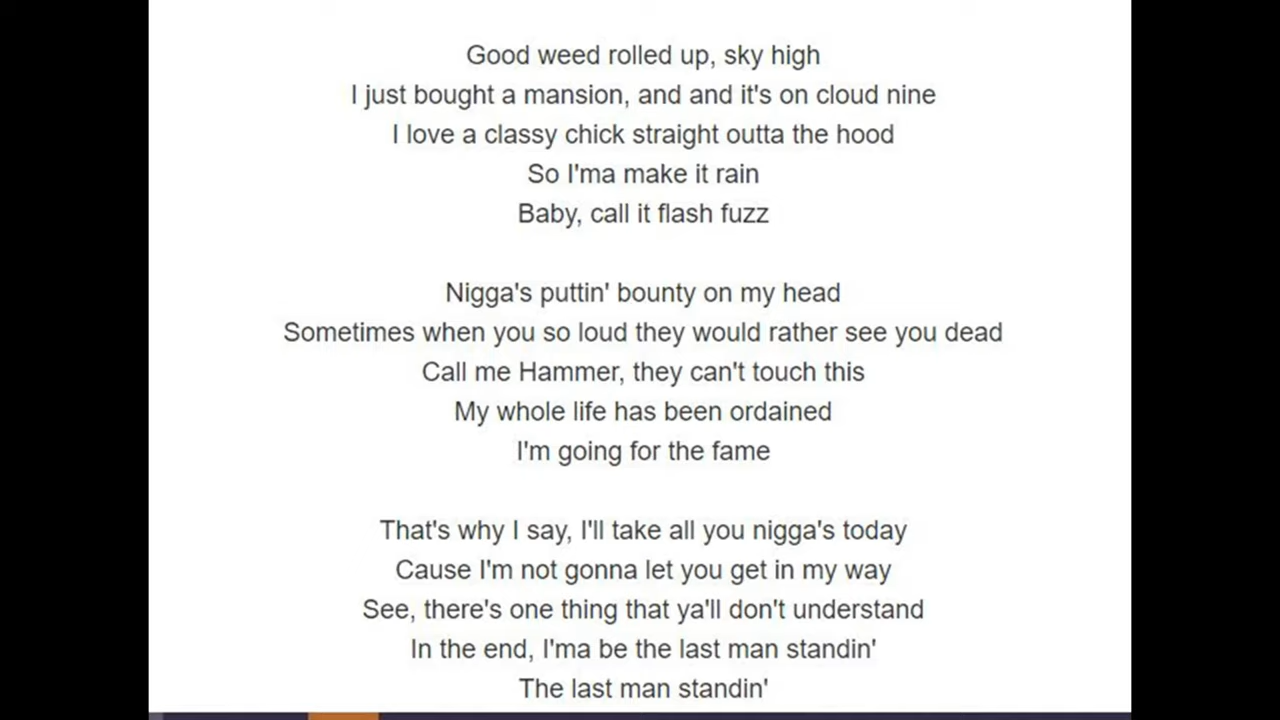 Good weed rolled up, sky high
I just bought a mansion, and and it's on cloud nine
I love a classy chick straight outta the hood
So I'ma make it rain
Baby, call it flash fuzz
Nigga's puttin' bounty on my head
Sometimes when you so loud they would rather see you dead
Call me Hammer, they can't touch this
My whole life has been ordained
I'm going for the fame
That's why I say, I'll take all you nigga's today
Cause I'm not gonna let you get in my way
See, there's one thing that ya'll don't understand
In the end, I'ma be the last man standin'
The last man standin'